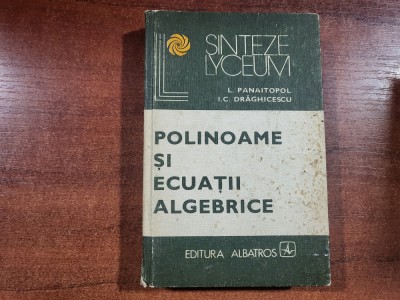 SINTEZE
LYCEUM
L. PANAITOPOL
I.C. DRĂGHICESCU
POLINOAME
ȘI
ECUAȚII
ALGEBRICE
EDITURA ALBATROS